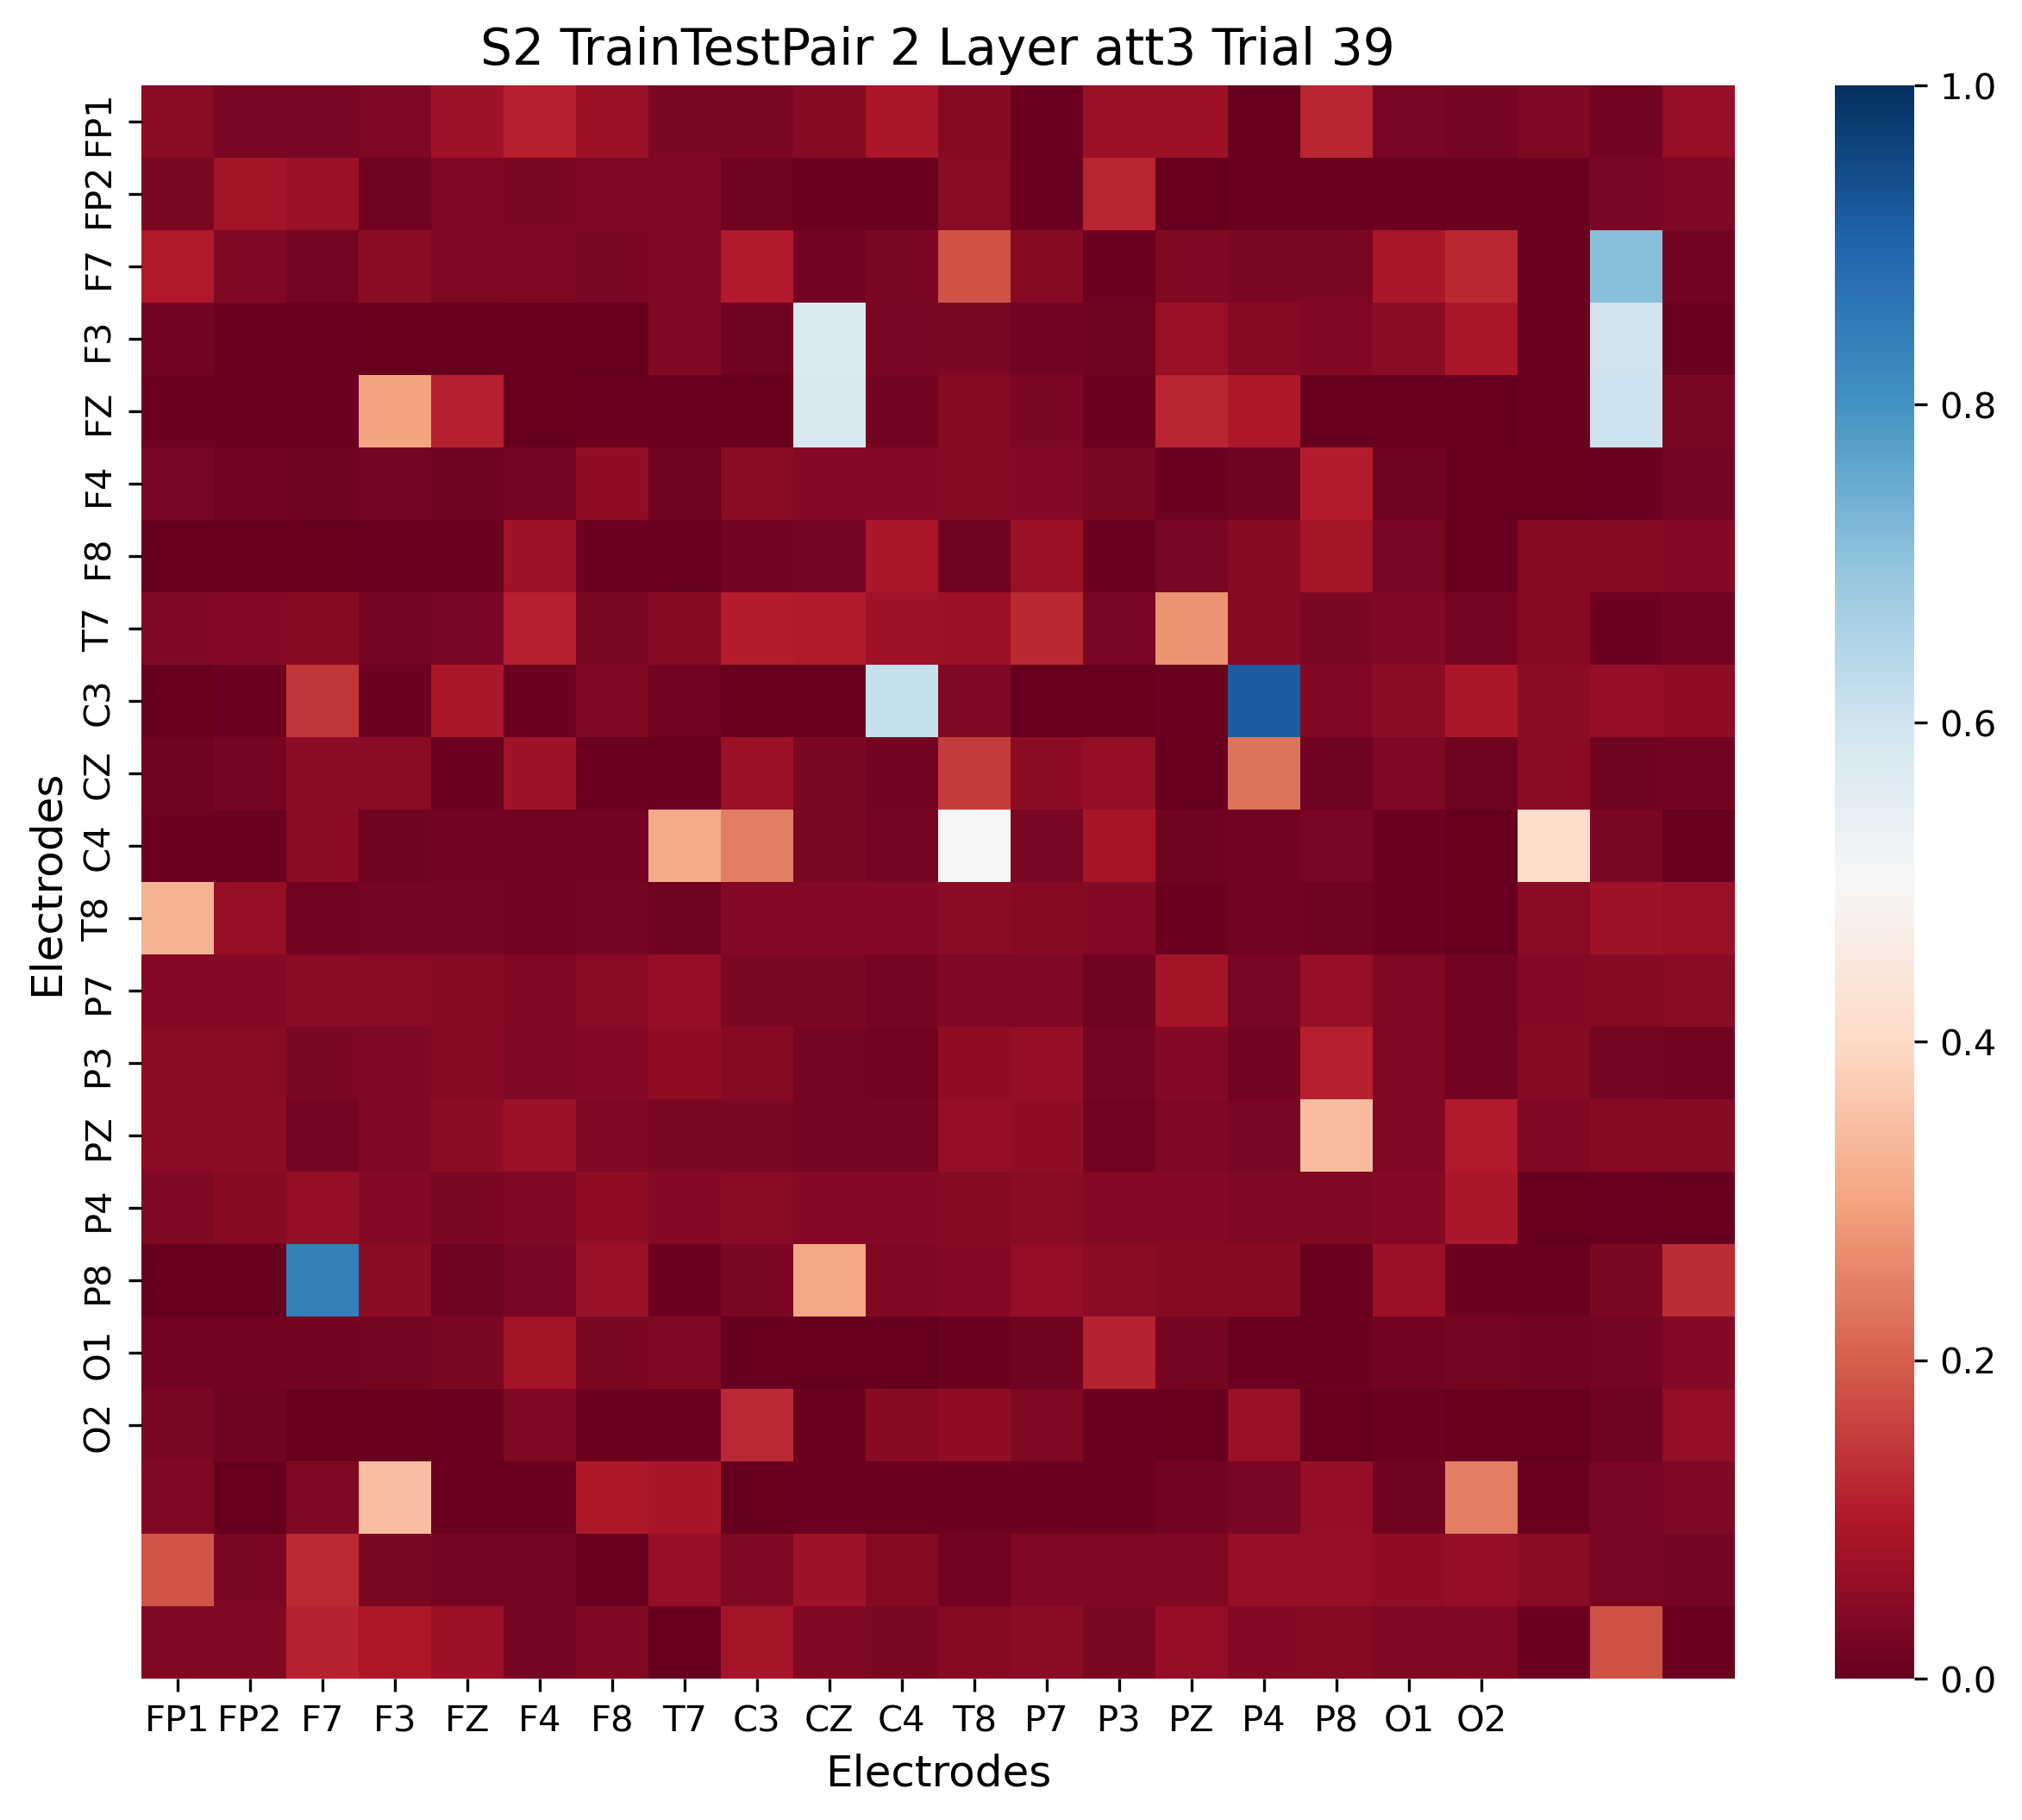 S2 TrainTestPair 2 Layer att3 Trial 39
Electrodes
FP1
FP2
F7
F3
FZ
F4
F8
T7
C3
CZ
C4
T8
P7
P3
PZ
P4
P8
O1
O2
FP1 FP2 F7 F3 FZ F4 F8 T7 C3 CZ C4 T8 P7 P3 PZ P4 P8 O1 O2
Electrodes
1.0
0.8
0.6
0.4
0.2
0.0